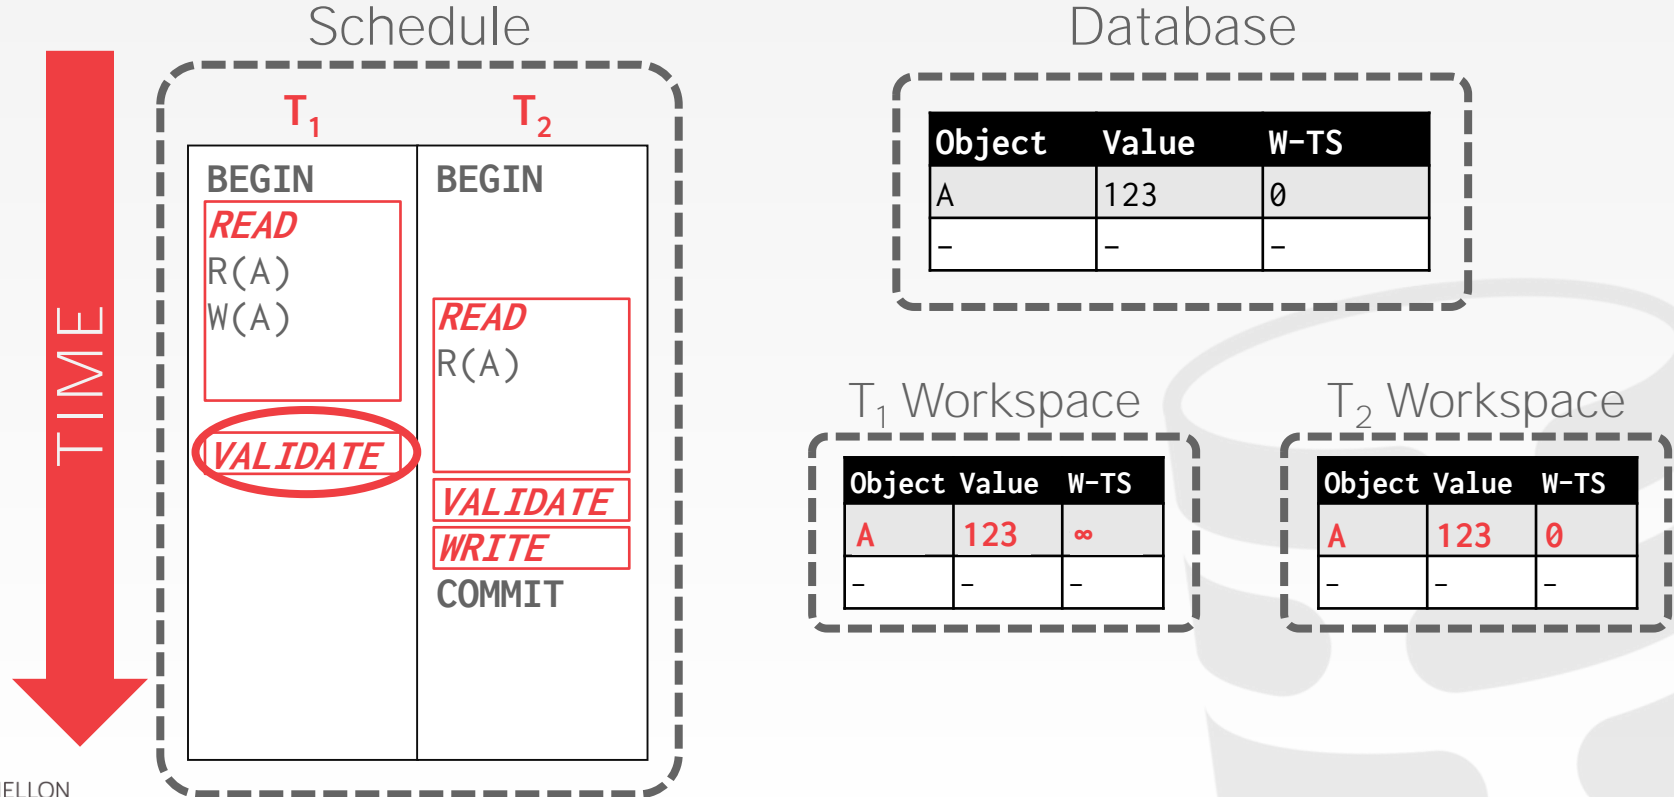 Schedule
Database
TIME
T1 T2
BEGIN BEGIN
READ
R(A)
W(A) READ
R(A)
VALIDATE
VALIDATE
WRITE
COMMIT
Object Value W-TS
A 123 0
– – –
T1 Workspace
Object Value W-TS
A 123 ∞
– – –
T2 Workspace
Object Value W-TS
A 123 0
– – –